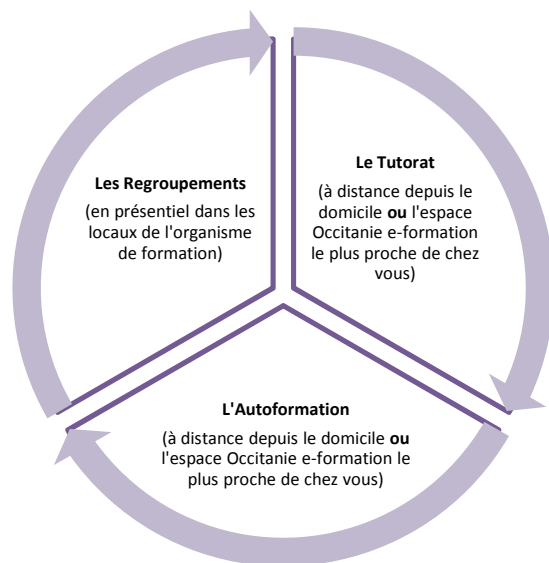 Les Regroupements
(en présentiel dans les
locaux de l'organisme
de formation)
Le Tutorat
(à distance depuis le
domicile ou l'espace
Occitanie e-formation
le plus proche de chez
vous)
L'Autoformation
(à distance depuis le domicile ou
l'espace Occitanie e-formation le
plus proche de chez vous)